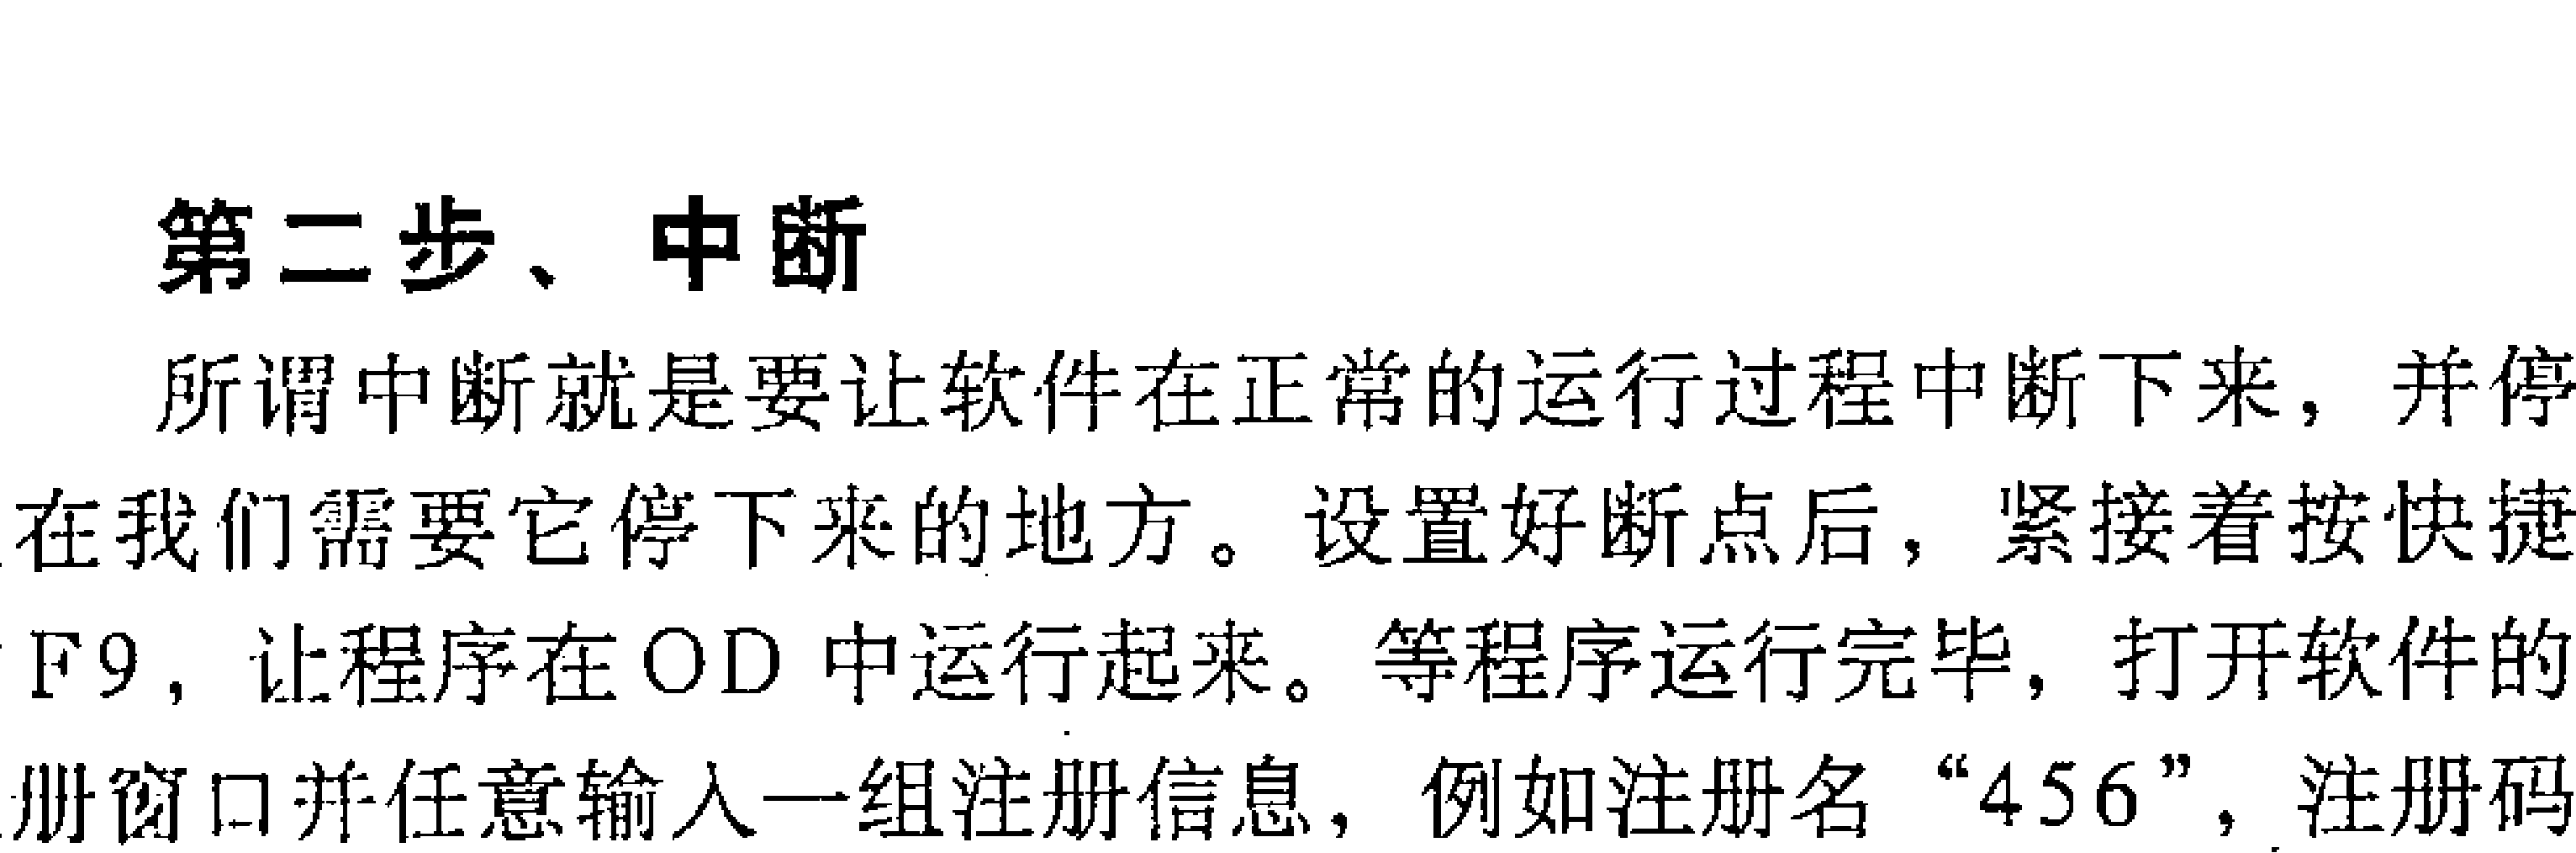 第二步、中断
所谓中断就是要让软件在正常的运行过程中断下来，并停
在我们需要它停下来的地方。设置好断点后，紧接着按快捷
F9，让程序在OD中运行起来。等程序运行完毕，打开软件的
册窗口并任意输入一组注册信息，例如注册名“456”，注册码